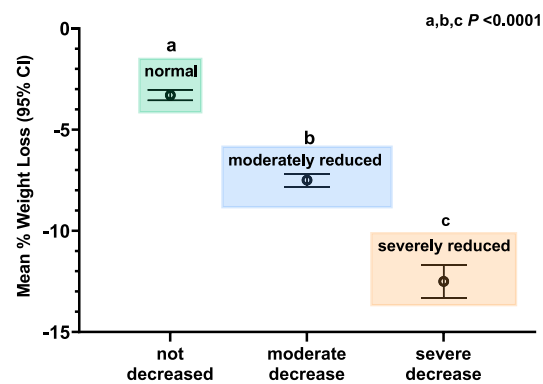 a,b,c P <0.0001
Mean % Weight Loss (95% CI)
0
-5
-10
-15
a
normal
b
moderately reduced
c
severely reduced
not
decreased
moderate
decrease
severe
decrease